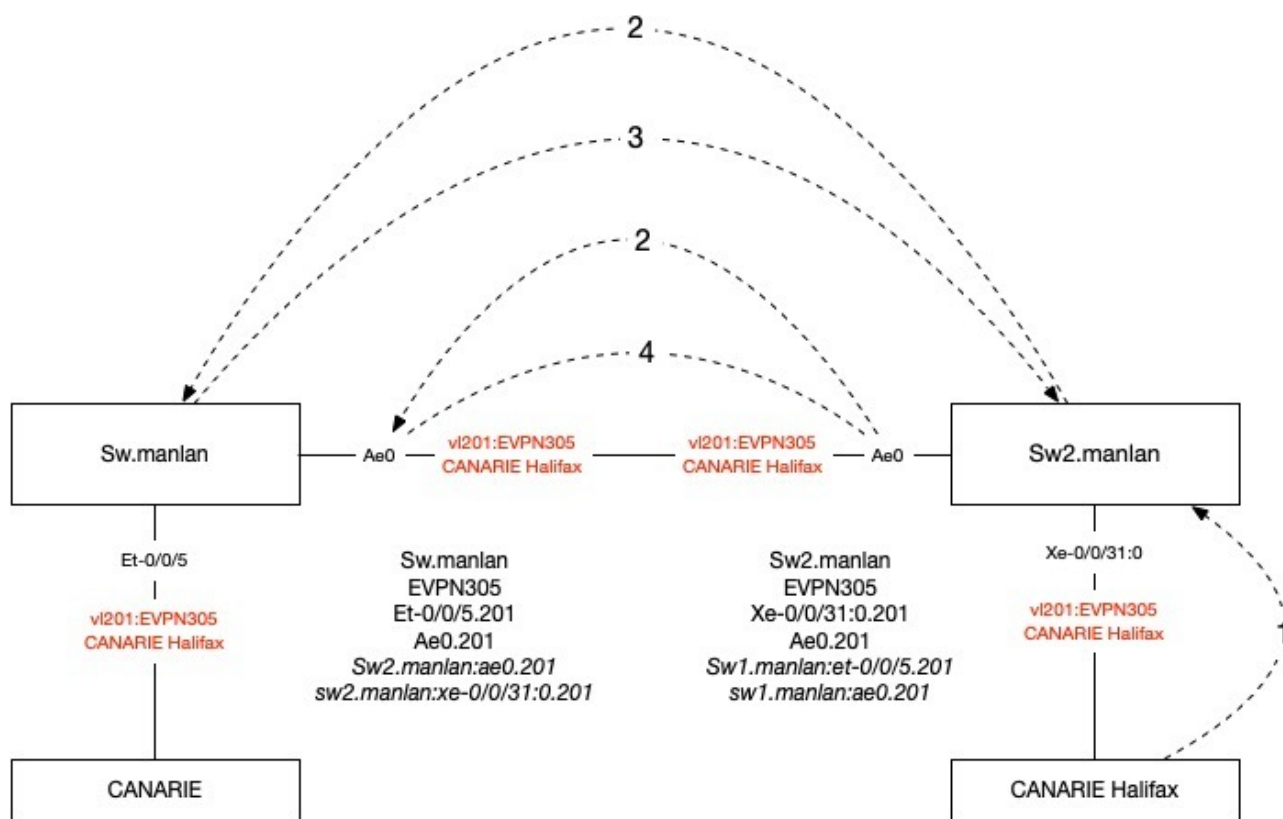 2
3
2
4
Sw.manlan
Ae0
vl201:EVPN305
CANARIE Halifax
vl201:EVPN305
CANARIE Halifax
Ae0
Sw2.manlan
Et-0/0/5
vl201:EVPN305
CANARIE Halifax
Sw.manlan
EVPN305
Et-0/0/5.201
Ae0.201
Sw2.manlan:ae0.201
sw2.manlan:xe-0/0/31:0.201
Sw2.manlan
EVPN305
Xe-0/0/31:0.201
Ae0.201
Sw1.manlan:et-0/0/5.201
sw1.manlan:ae0.201
Xe-0/0/31:0
vl201:EVPN305
CANARIE Halifax
CANARIE
CANARIE Halifax